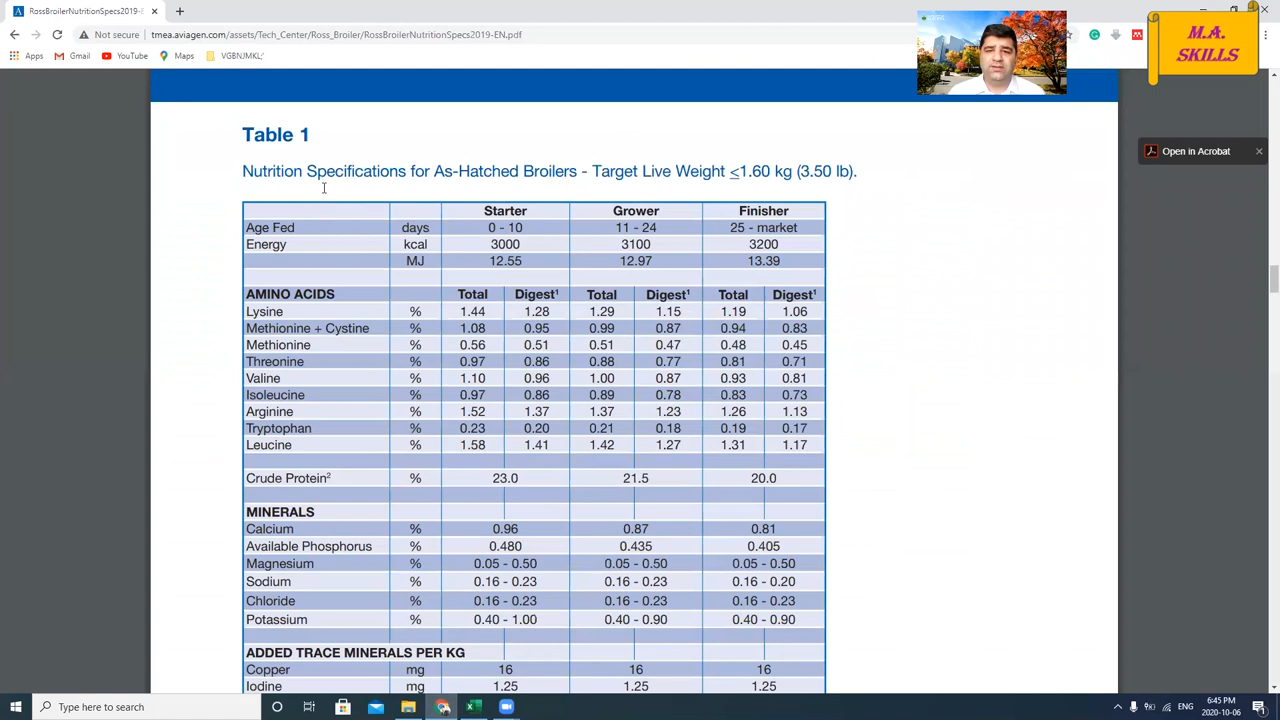 RossBroilerNutritionSpecs2019-E
Not secure | tmea.aviagen.com/assets/Tech_Center/Ross_Broiler/RossBroilerNutritionSpecs2019-EN.pdf
Apps Gmail YouTube Maps VGBNJMKL;'
M.A.
SKILLS
Open in Acrobat
Table 1
Nutrition Specifications for As-Hatched Broilers - Target Live Weight ≤1.60 kg (3.50 lb).
Starter Grower Finisher
Age Fed days 0 - 10 11 - 24 25 - market
Energy kcal 3000 3100 3200
MJ 12.55 12.97 13.39
AMINO ACIDS Total Digest¹ Total Digest¹ Total Digest¹
Lysine % 1.44 1.28 1.29 1.15 1.19 1.06
Methionine + Cystine % 1.08 0.95 0.99 0.87 0.94 0.83
Methionine % 0.56 0.51 0.51 0.47 0.48 0.45
Threonine % 0.97 0.86 0.88 0.77 0.81 0.71
Valine % 1.10 0.96 1.00 0.87 0.93 0.81
Isoleucine % 0.97 0.86 0.89 0.78 0.83 0.73
Arginine % 1.52 1.37 1.37 1.23 1.26 1.13
Tryptophan % 0.23 0.20 0.21 0.18 0.19 0.17
Leucine % 1.58 1.41 1.42 1.27 1.31 1.17
Crude Protein² % 23.0 21.5 20.0
MINERALS
Calcium % 0.96 0.87 0.81
Available Phosphorus % 0.480 0.435 0.405
Magnesium % 0.05 - 0.50 0.05 - 0.50 0.05 - 0.50
Sodium % 0.16 - 0.23 0.16 - 0.23 0.16 - 0.20
Chloride % 0.16 - 0.23 0.16 - 0.23 0.16 - 0.23
Potassium % 0.40 - 1.00 0.40 - 0.90 0.40 - 0.90
ADDED TRACE MINERALS PER KG
Copper mg 16 16 16
Iodine mg 1.25 1.25 1.25
Type here to search
ENG
6:45 PM
2020-10-06